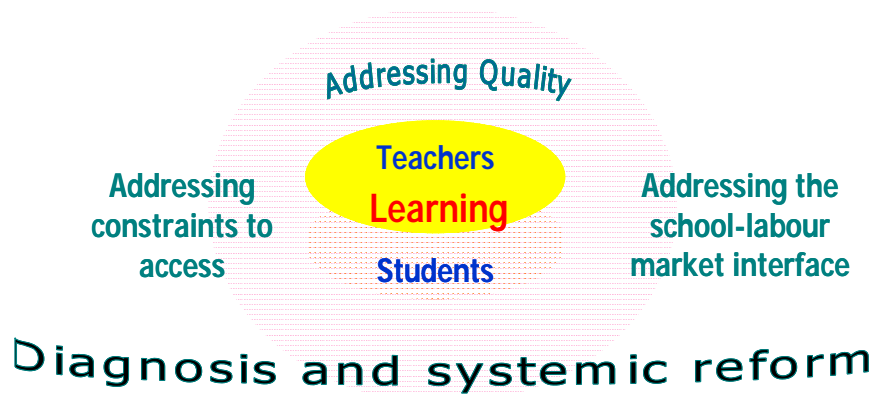 Addressing Quality
Teachers
Learning
Students
Addressing
constraints to
access
Addressing the
school-labour
market interface
Diagnosis and systemic reform